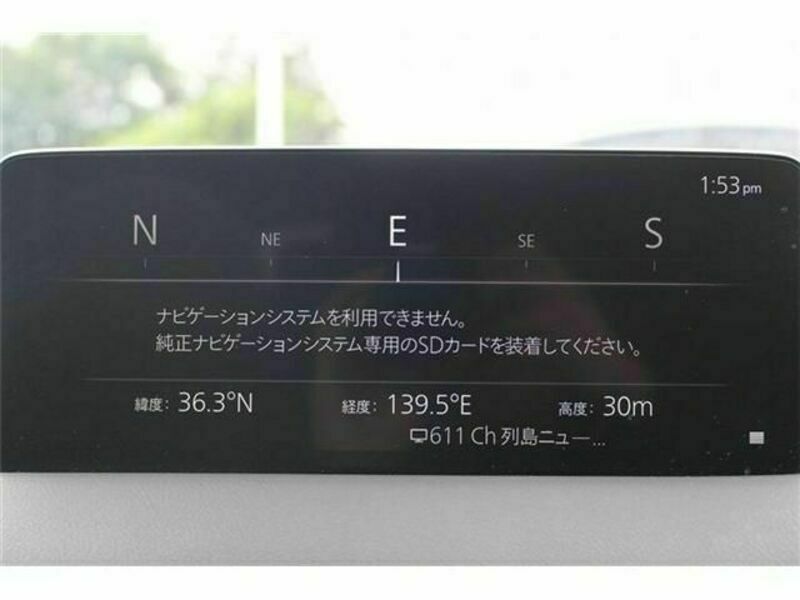 1:53pm
N NE E SE S
ナビゲーションシステムを利用できません。
純正ナビゲーションシステム専用のSDカードを装着してください。
緯度: 36.3°N 経度: 139.5°E 高度: 30m
611 Ch 列島ニュー...